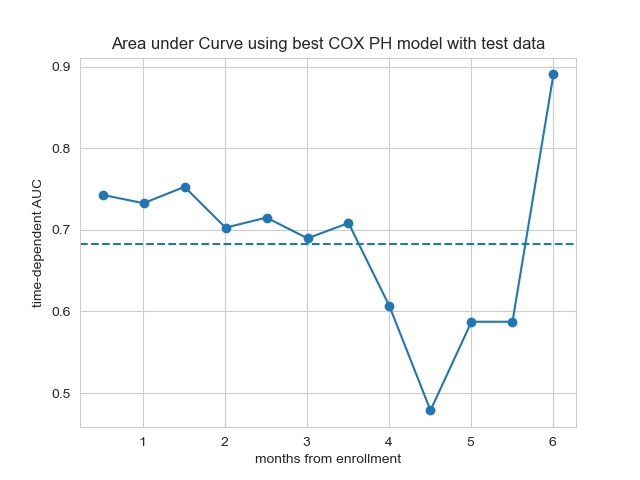 Area under Curve using best COX PH model with test data
time-dependent AUC
0.9
0.8
0.7
0.6
0.5
1 2 3 4 5 6
months from enrollment